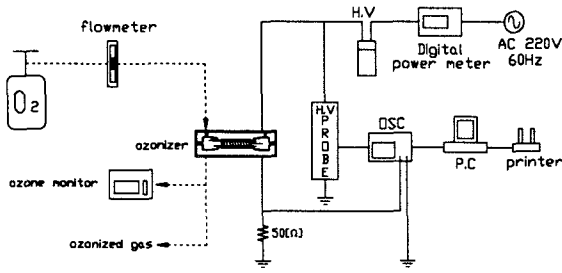 flowmeter
O2
H.V
Digital
power meter
AC 220V
60Hz
H.V
PROBE
OSC
P.C
printer
ozonizer
ozone monitor
ozonized gas
50[Ω]